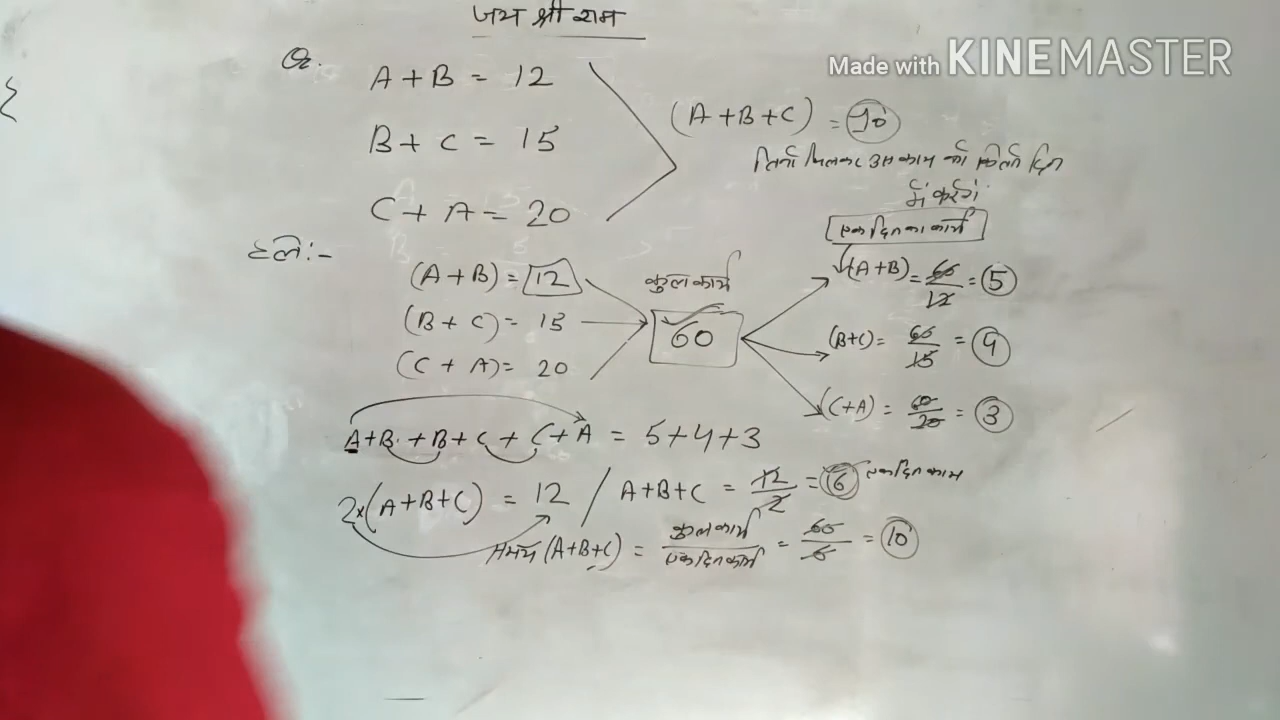 जय श्री राम
Made with KINEMASTER
Q.
A + B = 12
B + C = 15
C + A = 20
(A + B + C) = 10
तिनों मिलकर उस काम को कितने दिन
में करेंगे
हल:-
एक दिन का कार्य
(A + B) = 12
(B + C) = 15
(C + A) = 20
कुल कार्य
60
(A+B) = 60/12 = 5
(B+C) = 60/15 = 4
(C+A) = 60/20 = 3
A+B+B+C+C+A = 5+4+3
2×(A+B+C) = 12 / A+B+C = 12/2 = 6 एक दिन काम
समय (A+B+C) = कुल कार्य/एक दिन कार्य = 60/6 = 10